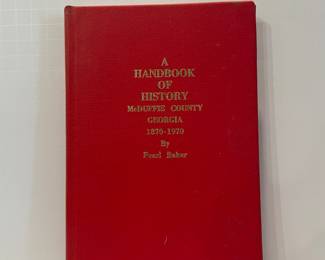 A
HANDBOOK
OF
HISTORY
McDUFFIE COUNTY
GEORGIA
1870-1970
By
Pearl Baker